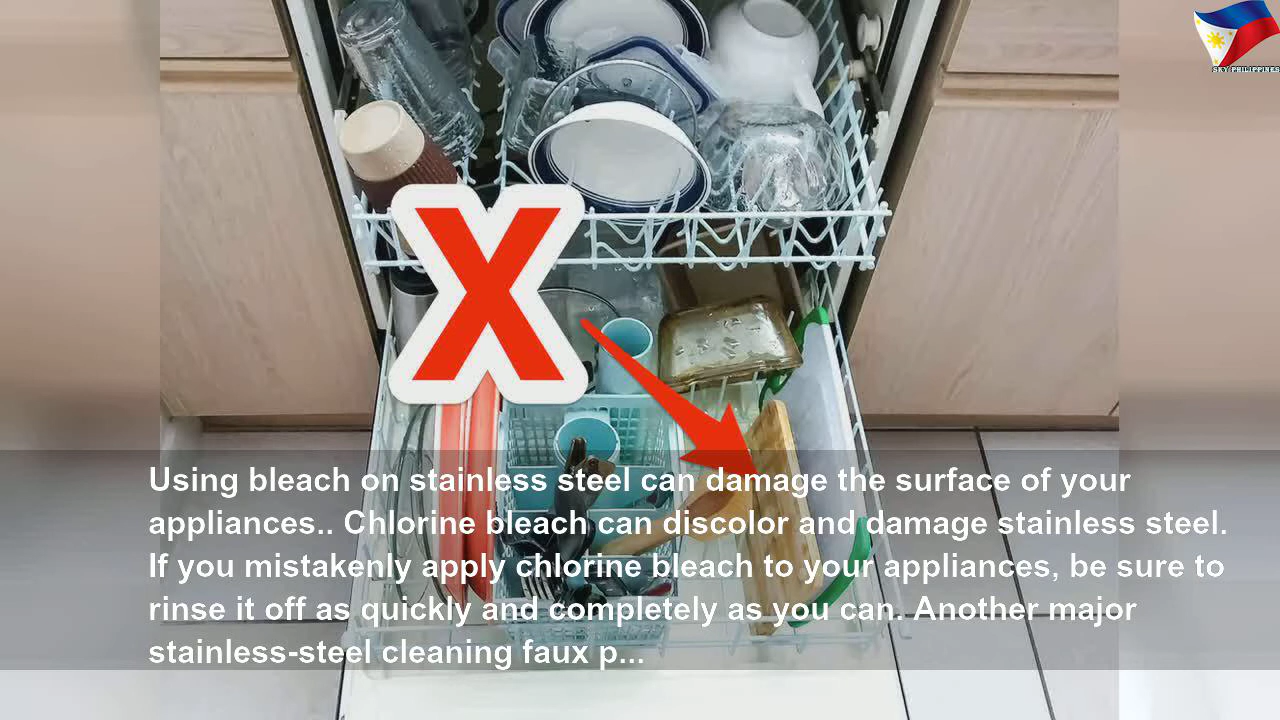 SKY PHILIPPINES
X
Using bleach on stainless steel can damage the surface of your
appliances.. Chlorine bleach can discolor and damage stainless steel.
If you mistakenly apply chlorine bleach to your appliances, be sure to
rinse it off as quickly and completely as you can. Another major
stainless-steel cleaning faux p...